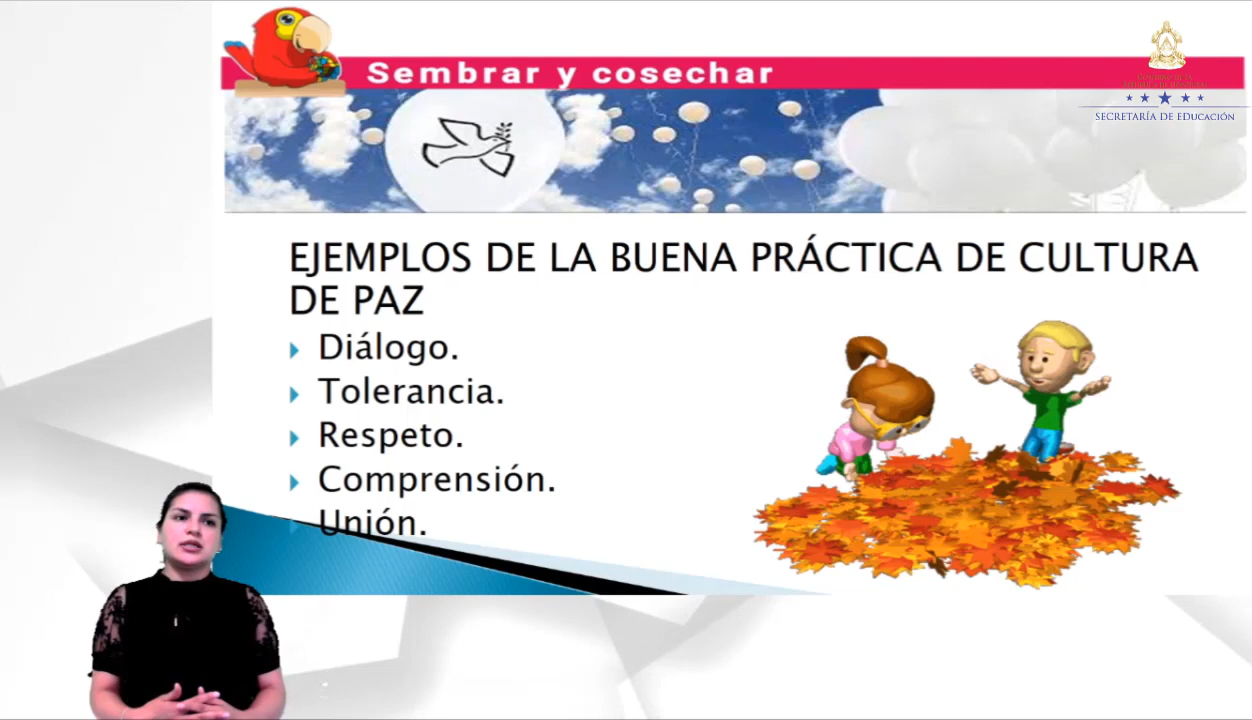 Sembrar y cosechar
SECRETARÍA DE EDUCACIÓN
EJEMPLOS DE LA BUENA PRÁCTICA DE CULTURA
DE PAZ
Diálogo.
Tolerancia.
Respeto.
Comprensión.
Unión.